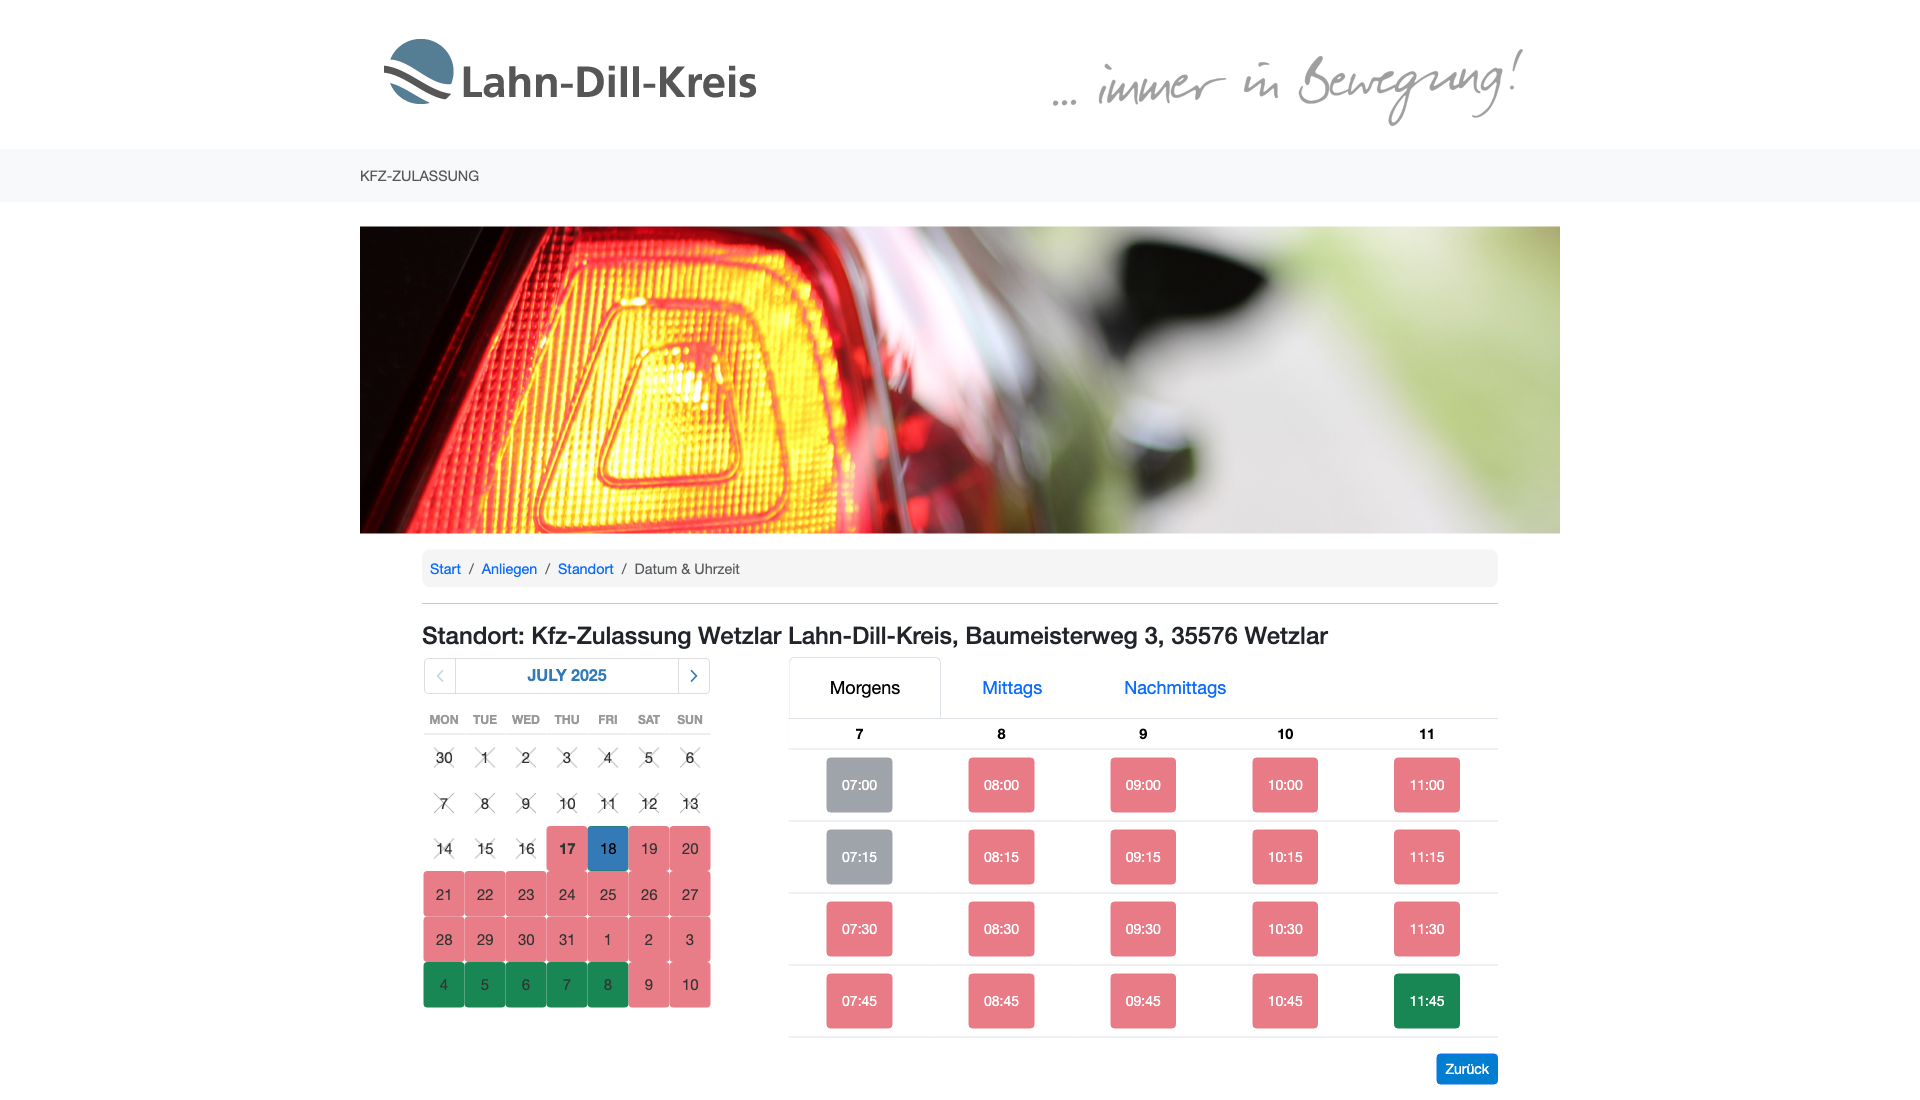 Lahn-Dill-Kreis
... immer in Bewegung!
KFZ-ZULASSUNG
Start / Anliegen / Standort / Datum & Uhrzeit
Standort: Kfz-Zulassung Wetzlar Lahn-Dill-Kreis, Baumeisterweg 3, 35576 Wetzlar
JULY 2025
MON TUE WED THU FRI SAT SUN
30 1 2 3 4 5 6
7 8 9 10 11 12 13
14 15 16 17 18 19 20
21 22 23 24 25 26 27
28 29 30 31 1 2 3
4 5 6 7 8 9 10
Morgens Mittags Nachmittags
7 8 9 10 11
07:00 08:00 09:00 10:00 11:00
07:15 08:15 09:15 10:15 11:15
07:30 08:30 09:30 10:30 11:30
07:45 08:45 09:45 10:45 11:45
Zurück